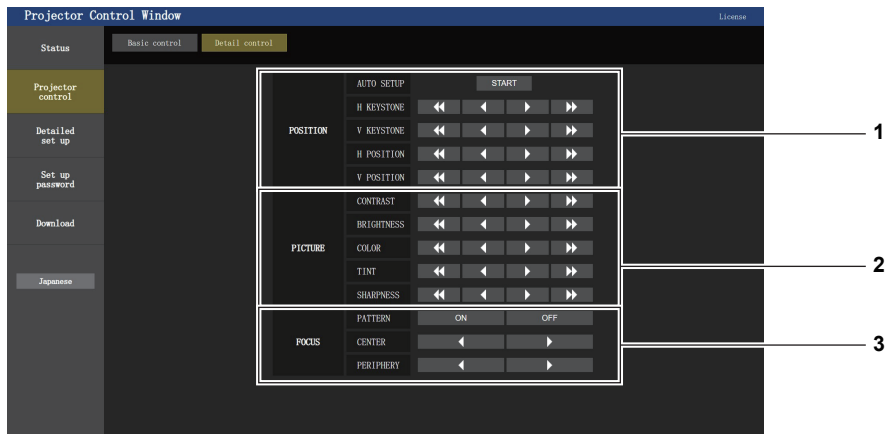 Projector Control Window
License
Status
Basic control
Detail control
Projector
control
Detailed
set up
Set up
password
Download
Japanese
POSITION
AUTO SETUP
START
H KEYSTONE
V KEYSTONE
H POSITION
V POSITION
1
PICTURE
CONTRAST
BRIGHTNESS
COLOR
TINT
SHARPNESS
2
FOCUS
PATTERN
ON
OFF
CENTER
PERIPHERY
3